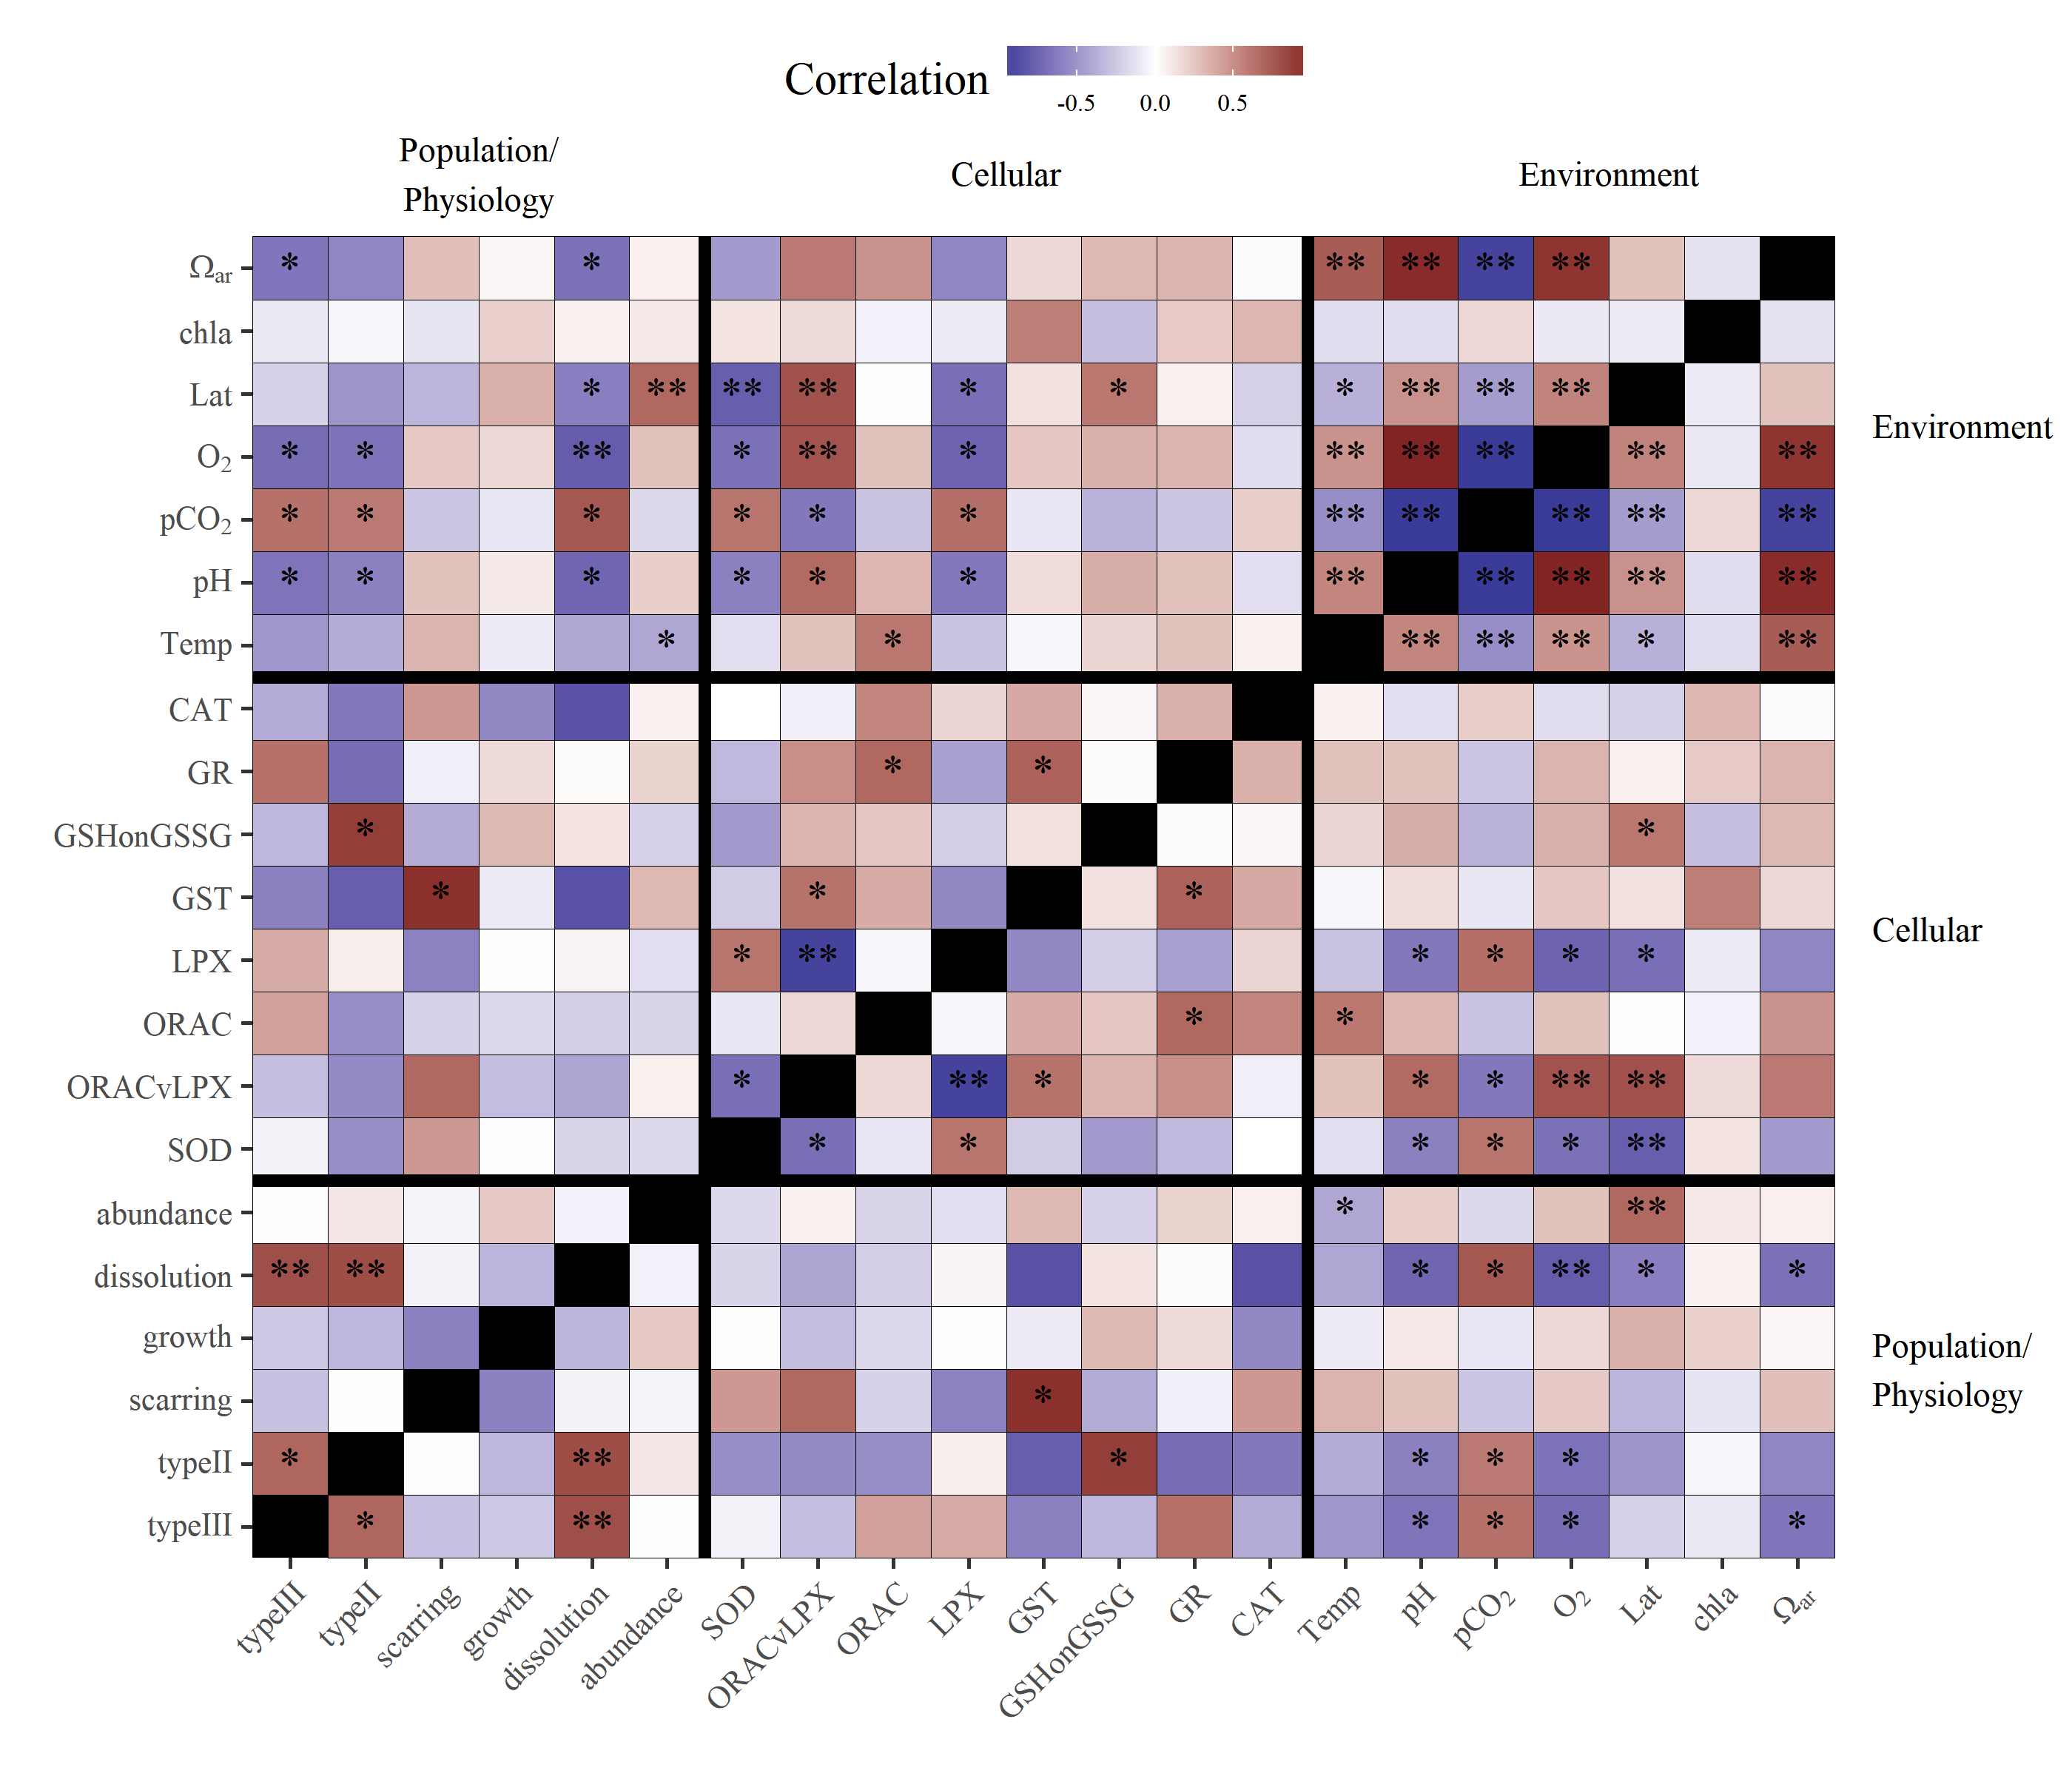 Correlation
-0.5 0.0 0.5
Population/
Physiology
Cellular
Environment
Ωar * * ** ** ** **
chla
Lat * ** ** ** * * * ** ** **
O2 * * ** * ** * ** ** ** ** **
pCO2 * * * * * * ** ** ** ** **
pH * * * * * * ** ** ** ** **
Temp * * ** ** ** * **
Environment
CAT
GR * *
GSHonGSSG * *
GST * * *
LPX * ** * * * *
ORAC * *
ORACvLPX * ** * * * ** **
SOD * * * * * **
Cellular
abundance * **
dissolution ** ** * * ** * *
growth
scarring *
typeII * ** * * * *
typeIII * ** * * * *
Population/
Physiology
typeIII typeII scarring growth dissolution abundance SOD ORACvLPX ORAC LPX GST GSHonGSSG GR CAT Temp pH pCO2 O2 Lat chla Ωar